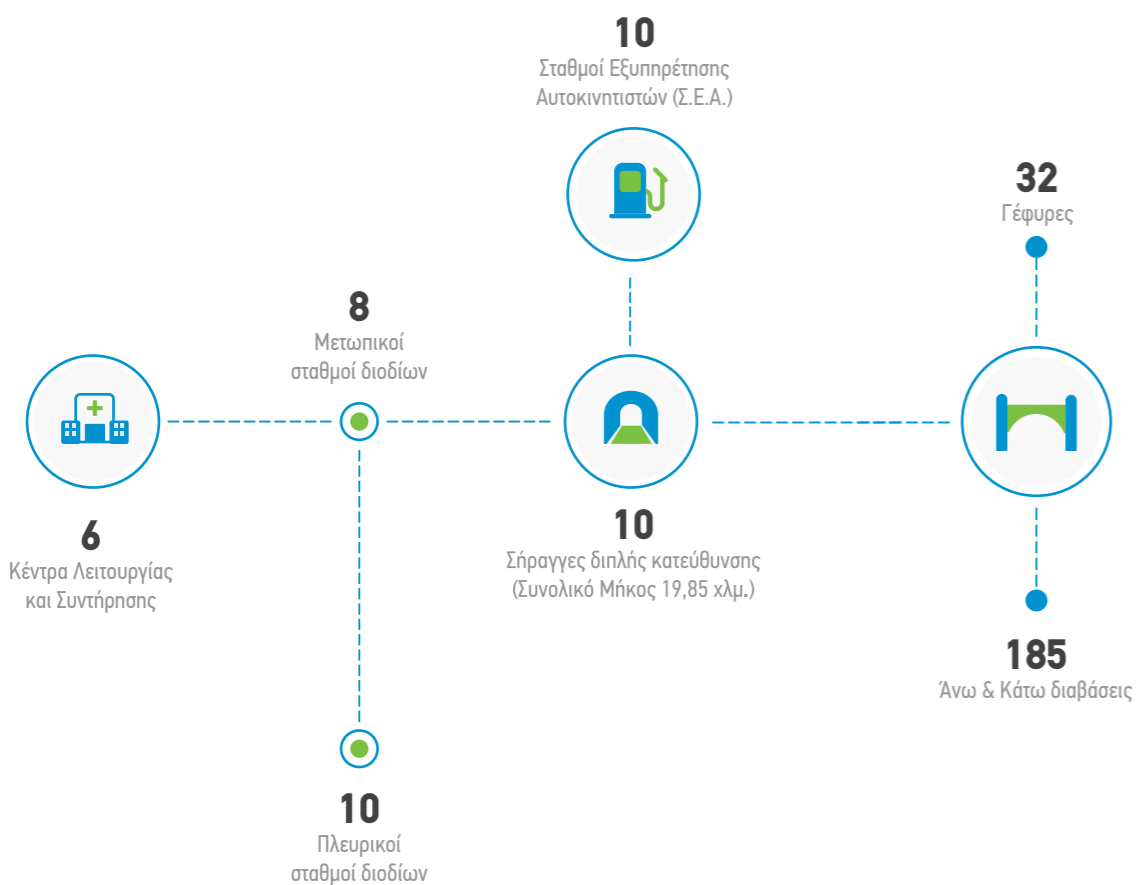 10
Σταθμοί Εξυπηρέτησης
Αυτοκινητιστών (Σ.Ε.Α.)
32
Γέφυρες
8
Μετωπικοί
σταθμοί διοδίων
6
Κέντρα Λειτουργίας
και Συντήρησης
10
Σήραγγες διπλής κατεύθυνσης
(Συνολικό Μήκος 19,85 χλμ.)
185
Άνω & Κάτω διαβάσεις
10
Πλευρικοί
σταθμοί διοδίων